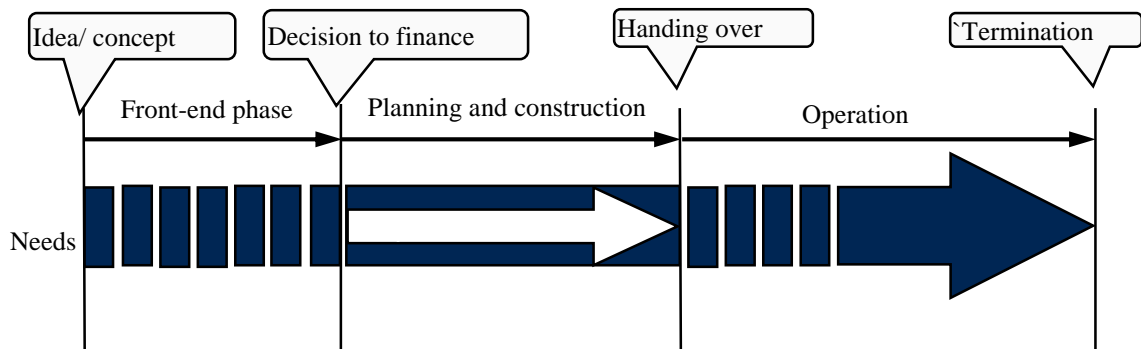 Idea/ concept
Decision to finance
Handing over
`Termination
Front-end phase
Planning and construction
Operation
Needs